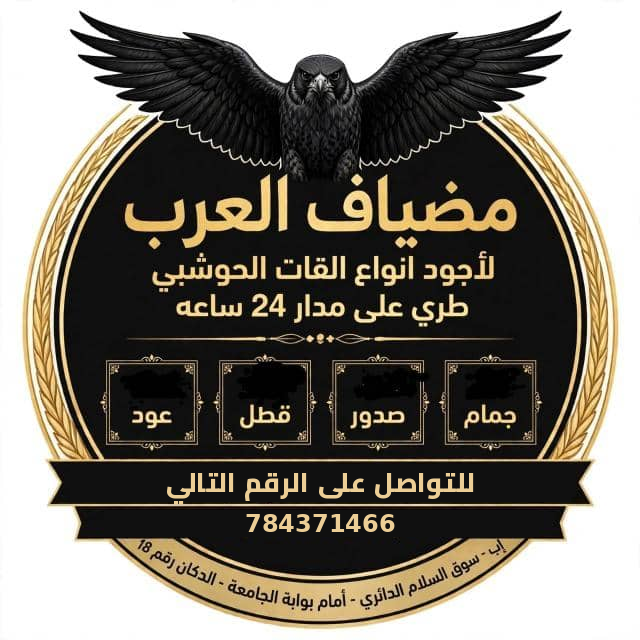 مضياف العرب
لأجود انواع القات الحوشبي
طري على مدار 24 ساعه
جمام
صدور
قطل
عود
للتواصل على الرقم التالي
784371466
إب - سوق السلام الدائري - أمام بوابة الجامعة - الدكان رقم 18